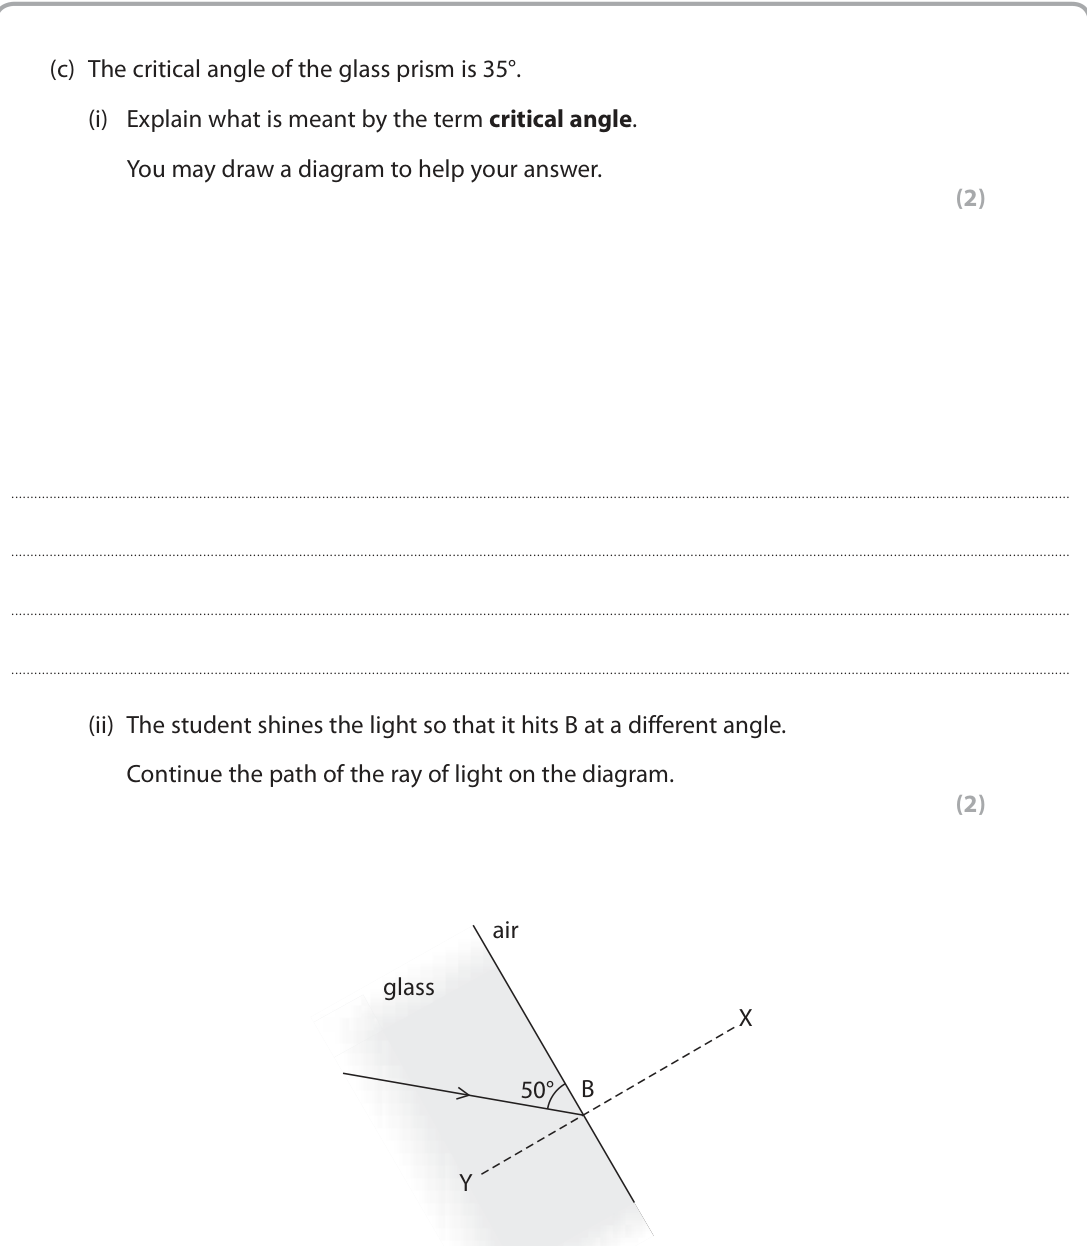 (c) The critical angle of the glass prism is 35°.
(i) Explain what is meant by the term critical angle.
You may draw a diagram to help your answer.
(2)
(ii) The student shines the light so that it hits B at a different angle.
Continue the path of the ray of light on the diagram.
(2)
air
glass
X
50° B
Y